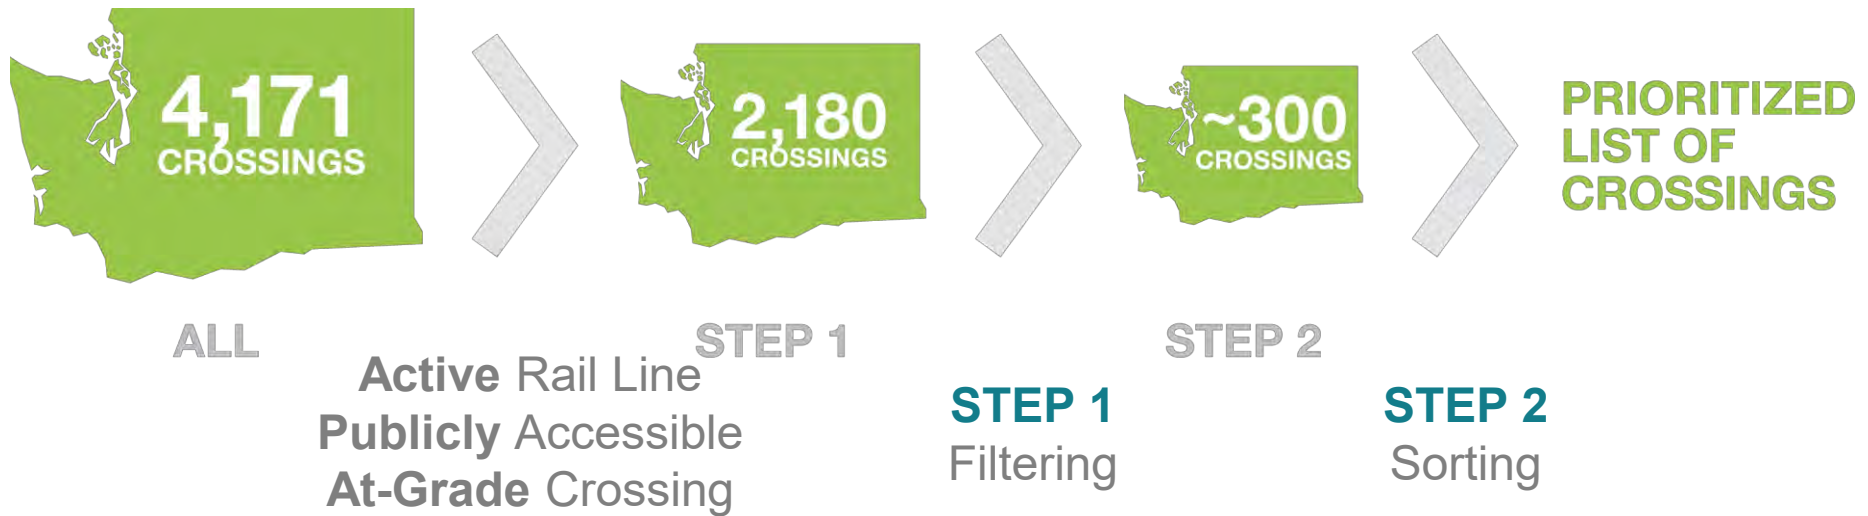 4,171
CROSSINGS
2,180
CROSSINGS
~300
CROSSINGS
PRIORITIZED
LIST OF
CROSSINGS
ALL
STEP 1
STEP 2
Active Rail Line
Publicly Accessible
At-Grade Crossing
STEP 1
Filtering
STEP 2
Sorting